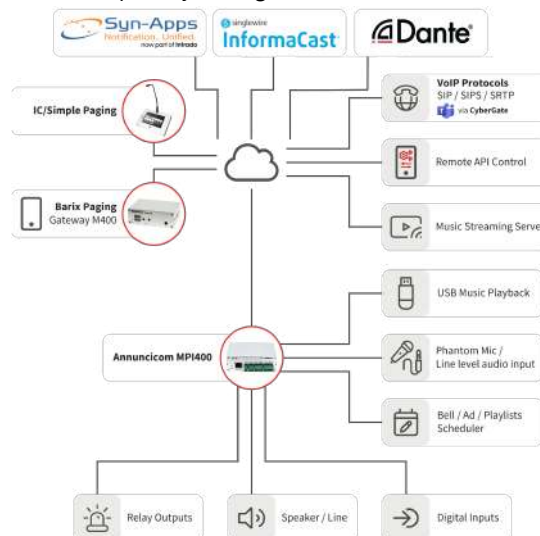 Syn-Apps
Notification. Unified.
now part of Intrado
singlewire
InformaCast
Dante
IC/Simple Paging
VoIP Protocols
SIP / SIPS / SRTP
via CyberGate
Remote API Control
Barix Paging
Gateway M400
Music Streaming Serve
USB Music Playback
Annuncicom MPI400
Phantom Mic /
Line level audio input
Bell / Ad / Playlists
Scheduler
Relay Outputs
Speaker / Line
Digital Inputs